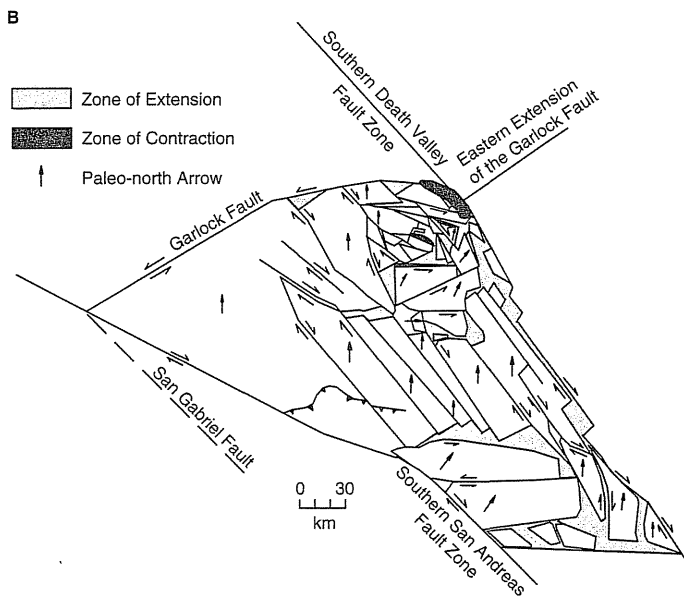 B
Zone of Extension
Zone of Contraction
Paleo-north Arrow
Southern Death Valley
Fault Zone
Eastern Extension
of the Garlock Fault
Garlock Fault
San Gabriel Fault
0 30
km
Southern San Andreas
Fault Zone